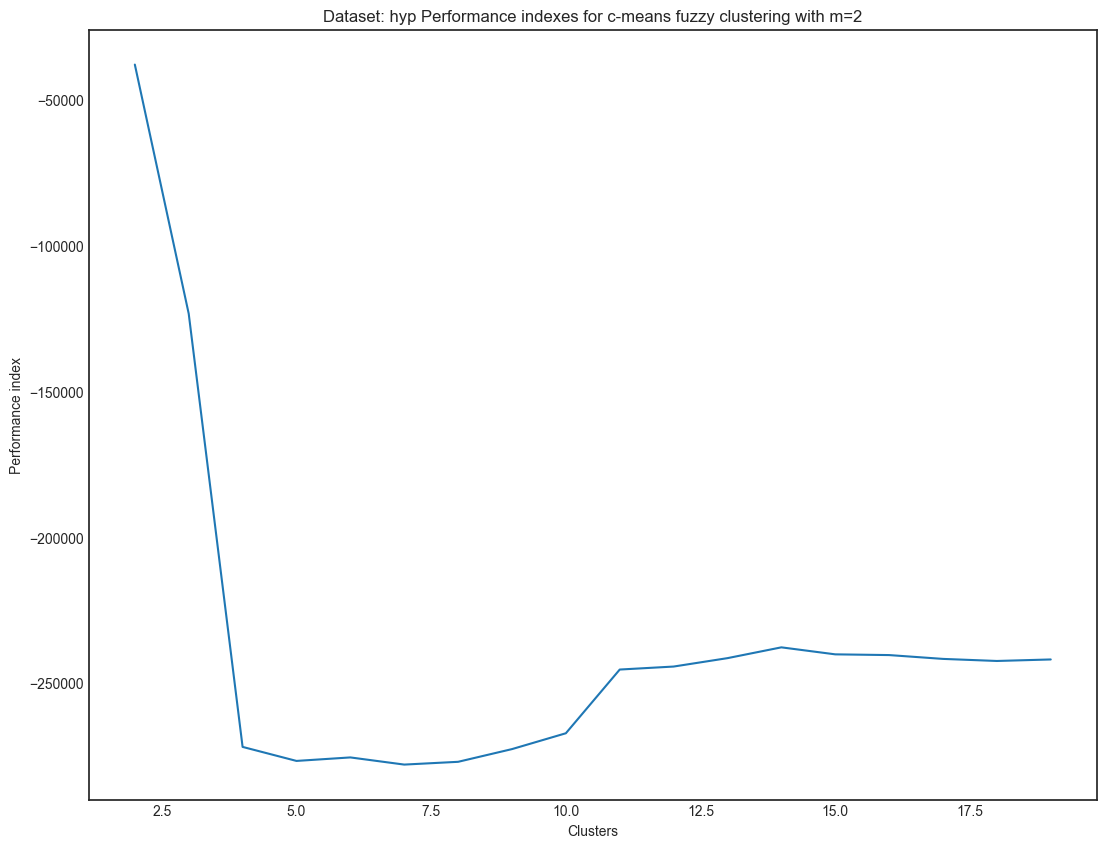 Dataset: hyp Performance indexes for c-means fuzzy clustering with m=2
−50000
−100000
−150000
−200000
−250000
Performance index
2.5 5.0 7.5 10.0 12.5 15.0 17.5
Clusters